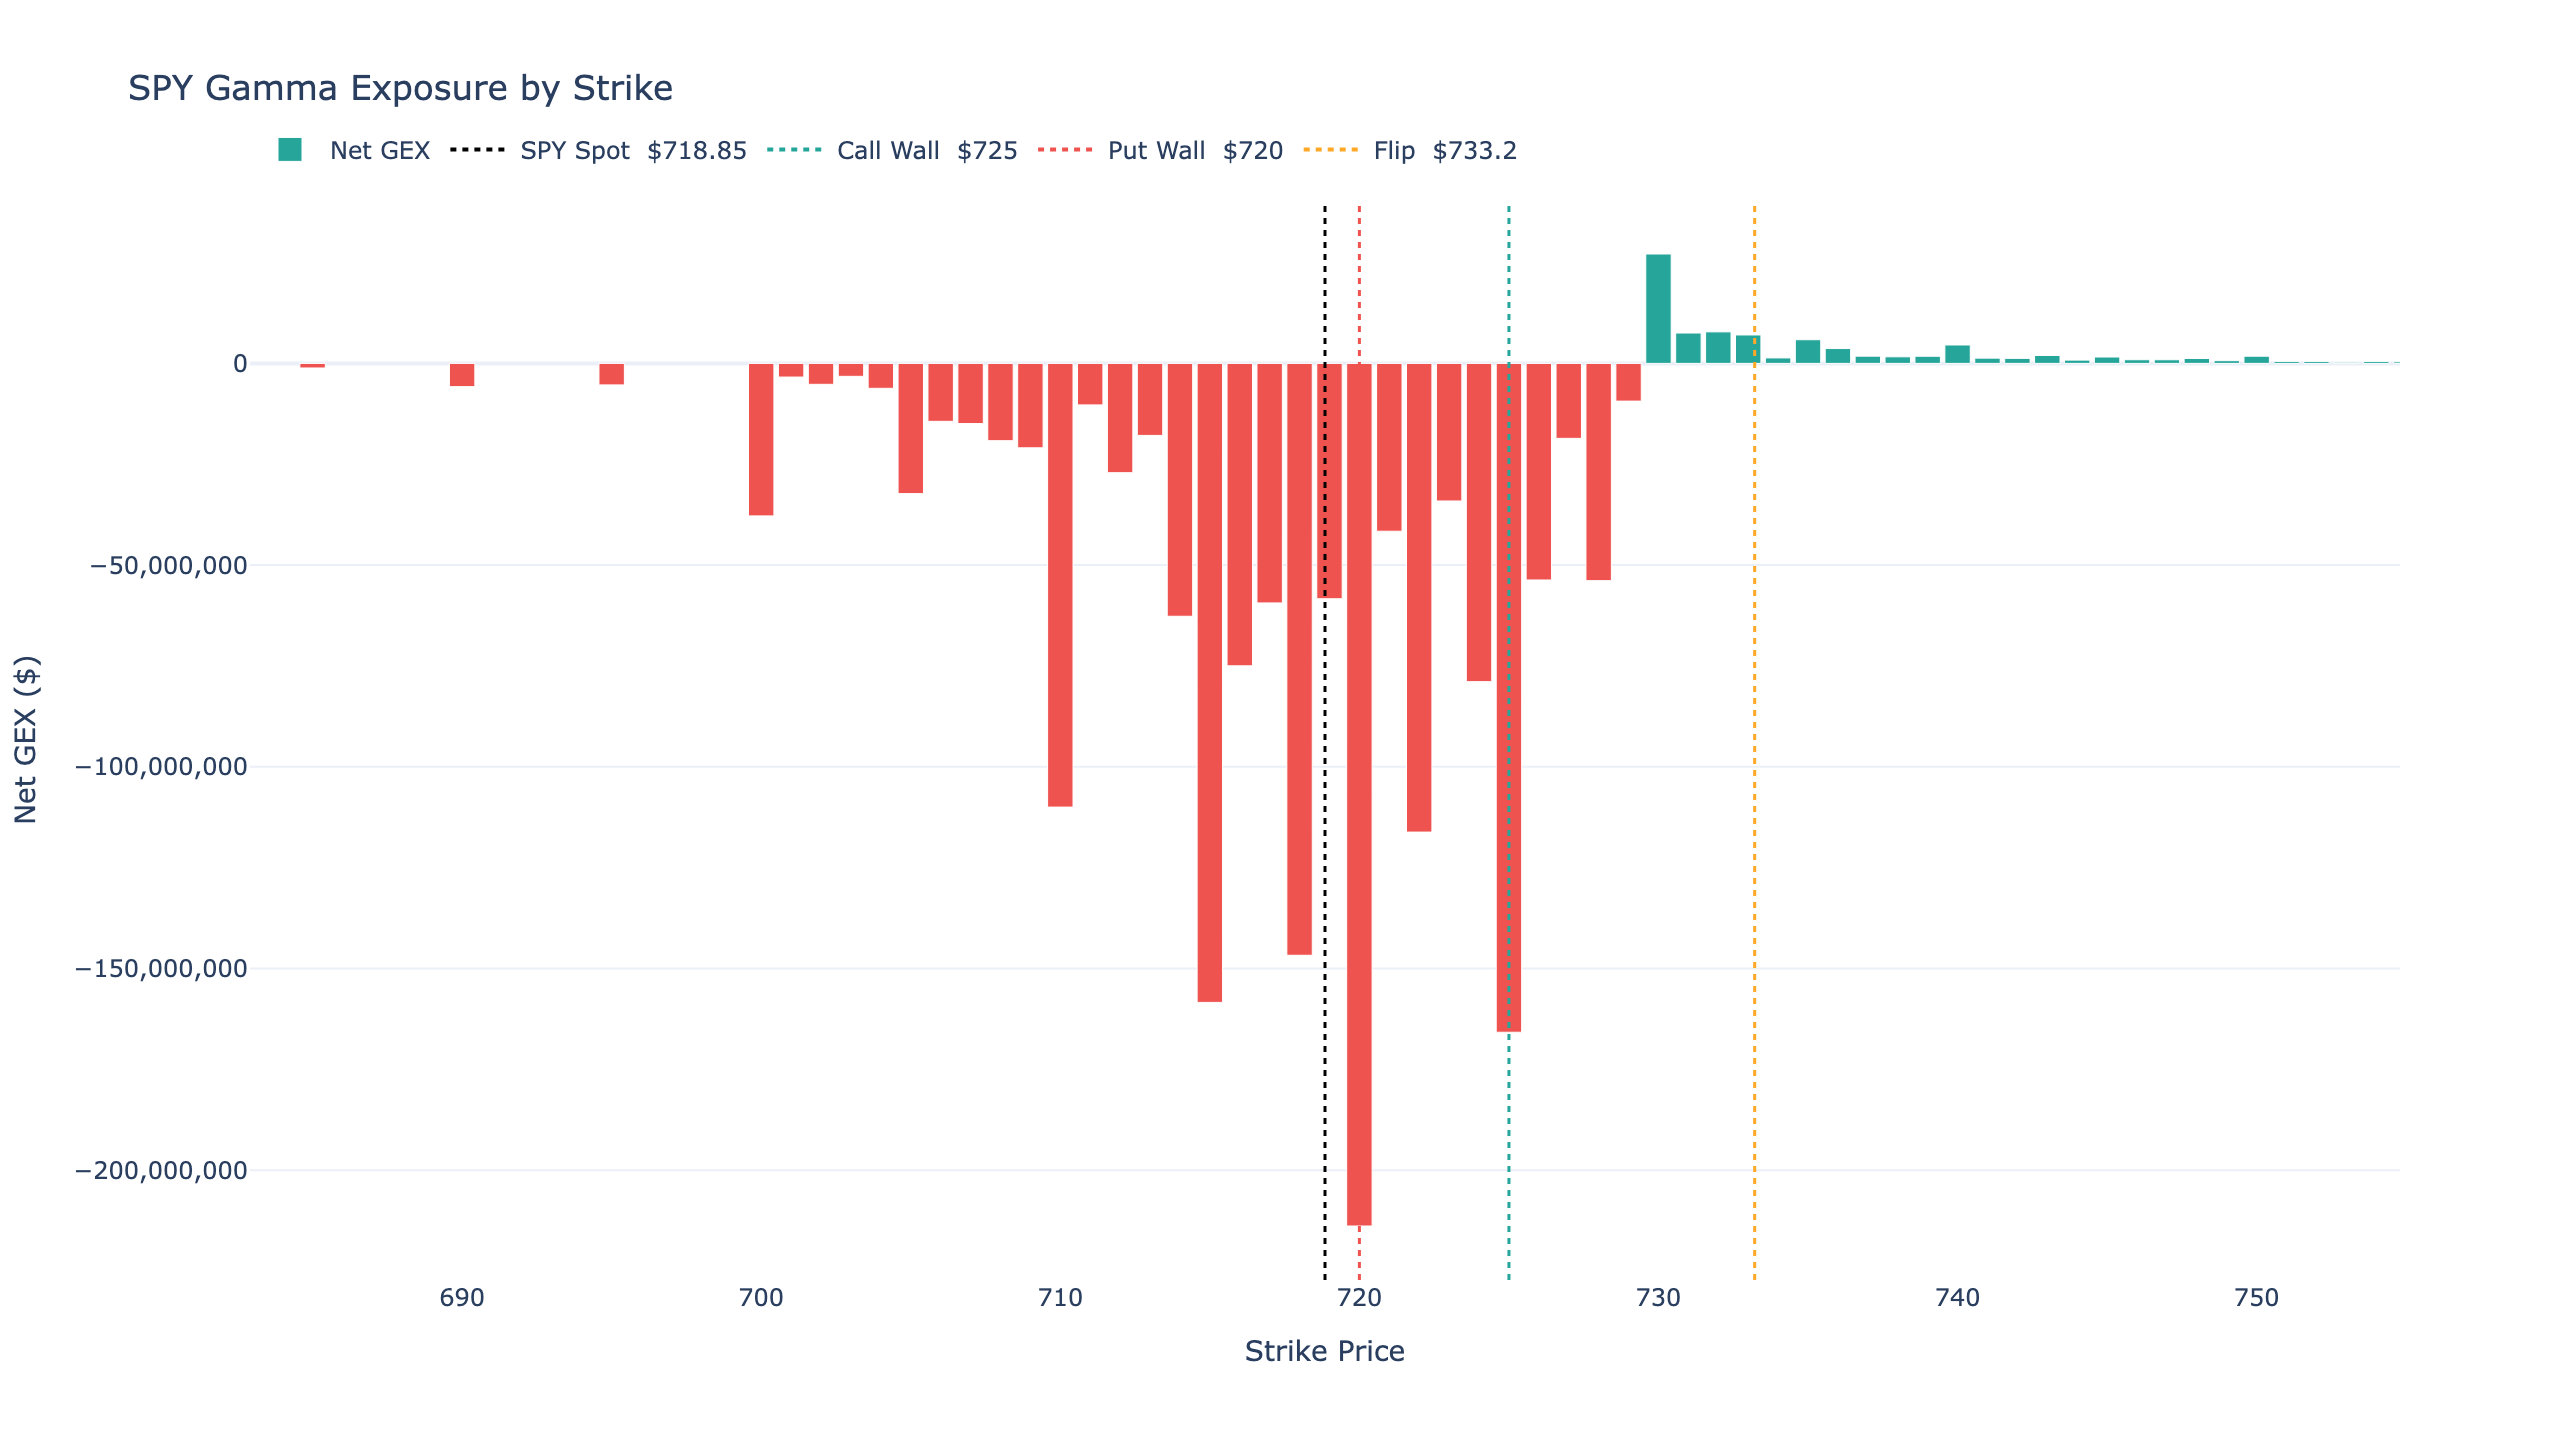 SPY Gamma Exposure by Strike
Net GEX SPY Spot $718.85 Call Wall $725 Put Wall $720 Flip $733.2
0
−50,000,000
−100,000,000
−150,000,000
−200,000,000
Net GEX ($)
690 700 710 720 730 740 750
Strike Price